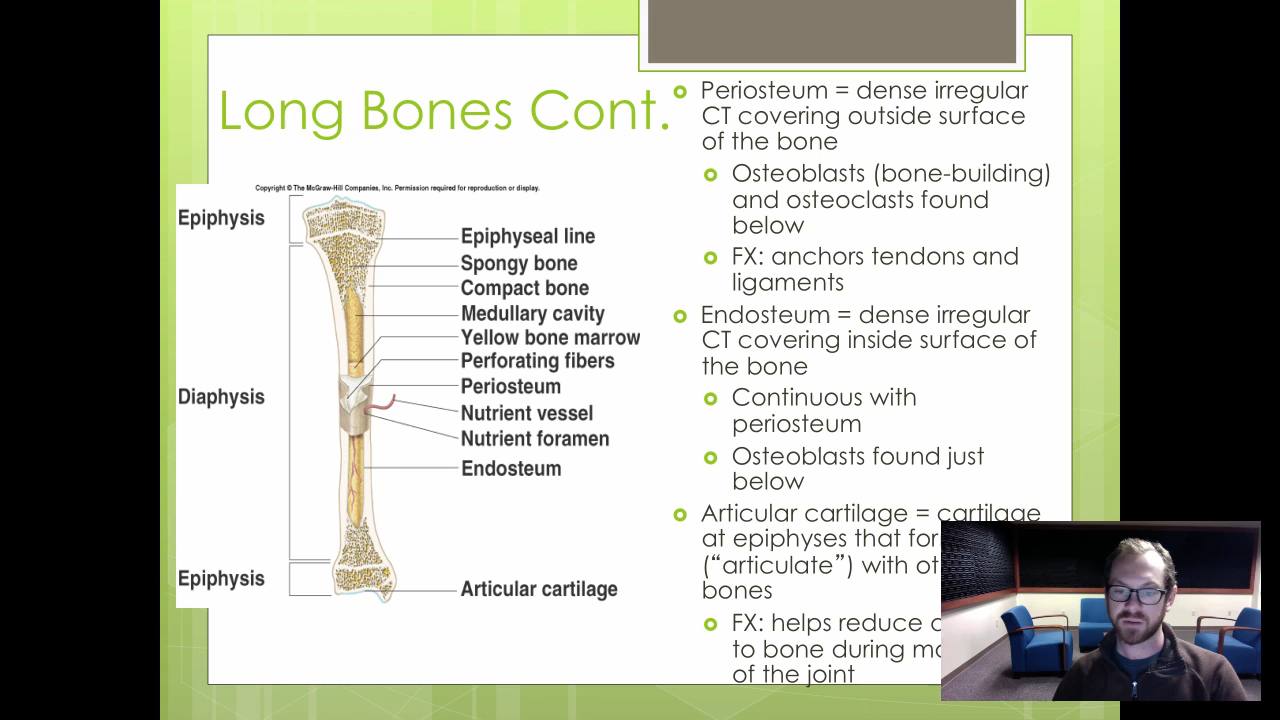 Long Bones Cont.
Copyright © The McGraw-Hill Companies, Inc. Permission required for reproduction or display.
Epiphysis
Diaphysis
Epiphysis
Epiphyseal line
Spongy bone
Compact bone
Medullary cavity
Yellow bone marrow
Perforating fibers
Periosteum
Nutrient vessel
Nutrient foramen
Endosteum
Articular cartilage
Periosteum = dense irregular
CT covering outside surface
of the bone
Osteoblasts (bone-building)
and osteoclasts found
below
FX: anchors tendons and
ligaments
Endosteum = dense irregular
CT covering inside surface of
the bone
Continuous with
periosteum
Osteoblasts found just
below
Articular cartilage = cartilage
at epiphyses that
(“articulate”) with
bones
FX: helps reduce
to bone during
of the joint